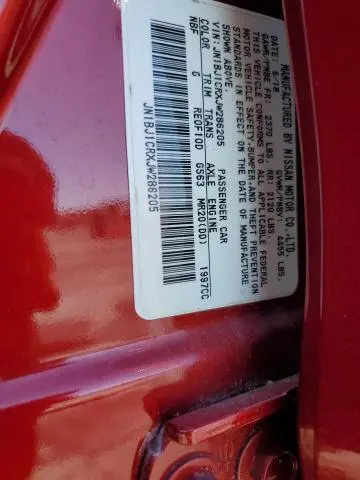 MANUFACTURED BY NISSAN MOTOR CO.,LTD.
DATE: 6/18 GVWR/PNBV: 4455 LBS.
GAWR/PNBE FR: 2370 LBS. RR: 2120 LBS.
THIS VEHICLE CONFORMS TO ALL APPLICABLE FEDERAL
MOTOR VEHICLE SAFETY,BUMPER,AND THEFT PREVENTION
STANDARDS IN EFFECT ON THE DATE OF MANUFACTURE
SHOWN ABOVE.
VIN: JN1BJ1CRXJW286205 PASSENGER CAR
COLOR TRIM TRANS AXLE ENGINE
NBF G RE0F10D GS63 MR20(DD) 1997CC
JN1BJ1CRXJW286205